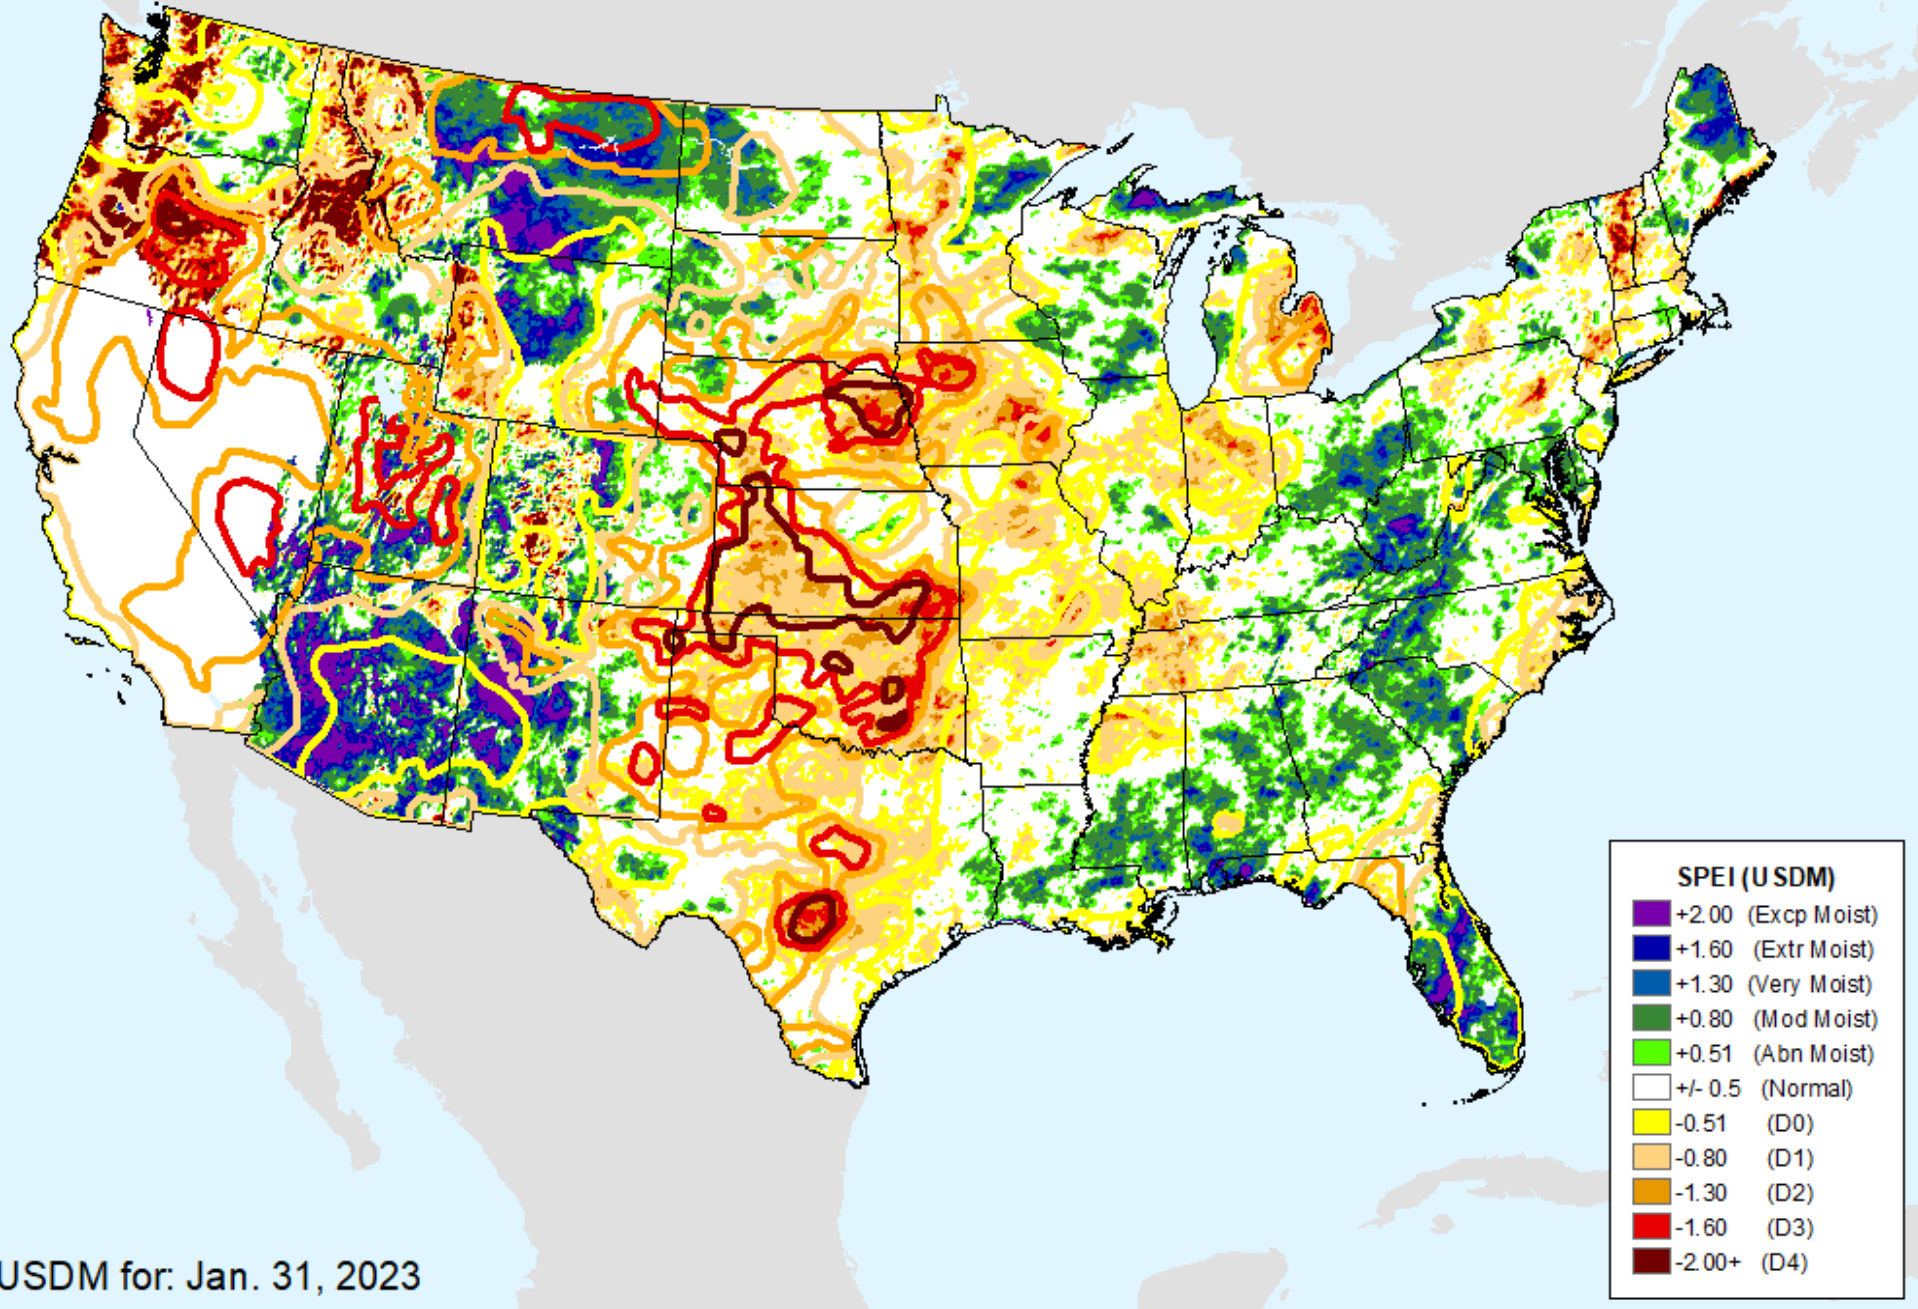 SPEI (USDM)
+2.00 (Excp Moist)
+1.60 (Extr Moist)
+1.30 (Very Moist)
+0.80 (Mod Moist)
+0.51 (Abn Moist)
+/- 0.5 (Normal)
-0.51 (D0)
-0.80 (D1)
-1.30 (D2)
-1.60 (D3)
-2.00+ (D4)
USDM for: Jan. 31, 2023